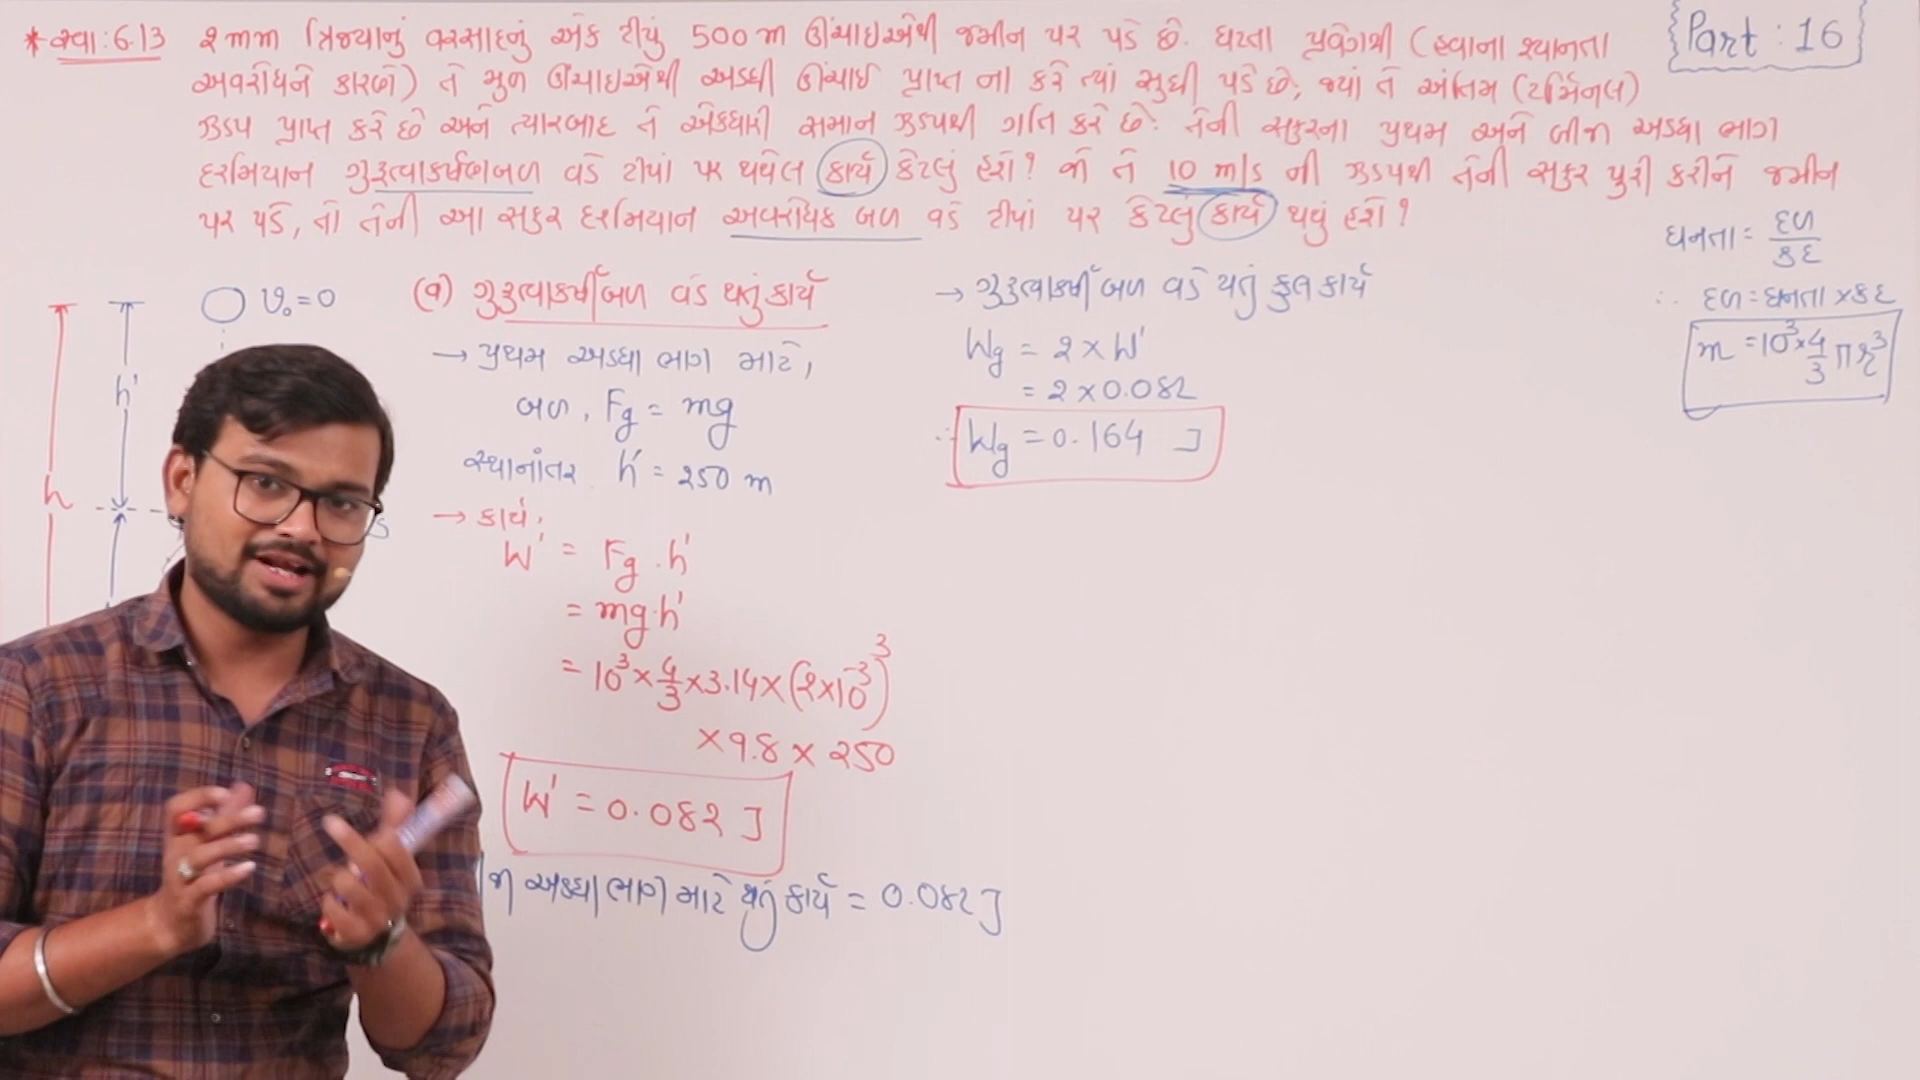 * સ્વા : 6.13 2 mm ત્રિજ્યાનું વરસાદનું એક ટીપું 500 m ઊંચાઇએથી જમીન પર પડે છે. ઘટતા પ્રવેગથી (હવાના શ્યાનતા
અવરોધને કારણે) તે મુળ ઊંચાઇએથી અડધી ઊંચાઈ પ્રાપ્ત ના કરે ત્યાં સુધી પડે છે, જ્યાં તે અંતિમ (ટર્મિનલ)
ઝડપ પ્રાપ્ત કરે છે અને ત્યારબાદ તે એકધારી સમાન ઝડપથી ગતિ કરે છે. તેની સફરના પ્રથમ અને બીજા અડધા ભાગ
દરમિયાન ગુરુત્વાકર્ષણબળ વડે ટીપાં પર થયેલ કાર્ય કેટલું હશે? જો તે 10 m/s ની ઝડપથી તેની સફર પુરી કરીને જમીન
પર પડે, તો તેની આ સફર દરમિયાન અવરોધક બળ વડે ટીપાં પર કેટલું કાર્ય થયું હશે?
Part : 16
ઘનતા = દળ / કદ
∴ દળ = ઘનતા × કદ
m = 10³ × 4/3 π r³
v₀ = 0
h'
h
(a) ગુરુત્વાકર્ષીબળ વડે થતું કાર્ય
→ પ્રથમ અડધા ભાગ માટે,
બળ, Fg = mg
સ્થાનાંતર h' = 250 m
→ કાર્ય,
W' = Fg . h'
= mg.h'
= 10³ × 4/3 × 3.14 × (2×10⁻³)³
× 9.8 × 250
W' = 0.082 J
અડધા ભાગ માટે થતું કાર્ય = 0.082 J
→ ગુરુત્વાકર્ષી બળ વડે થતું કુલ કાર્ય
Wg = 2 × W'
= 2 × 0.082
∴ Wg = 0.164 J